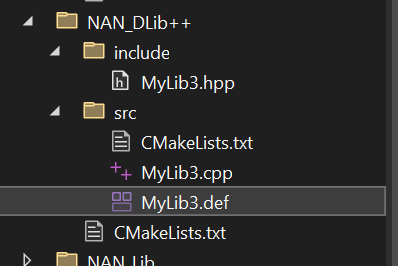 NAN_DLib++
include
MyLib3.hpp
src
CMakeLists.txt
MyLib3.cpp
MyLib3.def
CMakeLists.txt
NAN_Lib